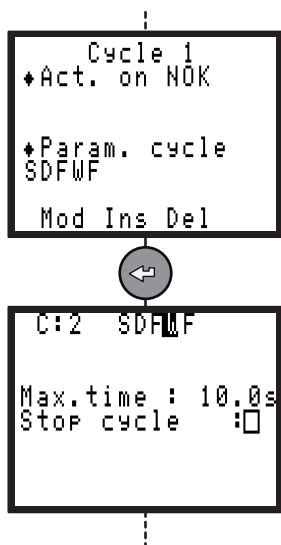 Cycle 1
♦Act. on NOK
♦Param. cycle
SDFWF
Mod Ins Del
C:2 SDFWF
Max.time : 10.0s
Stop cycle :□